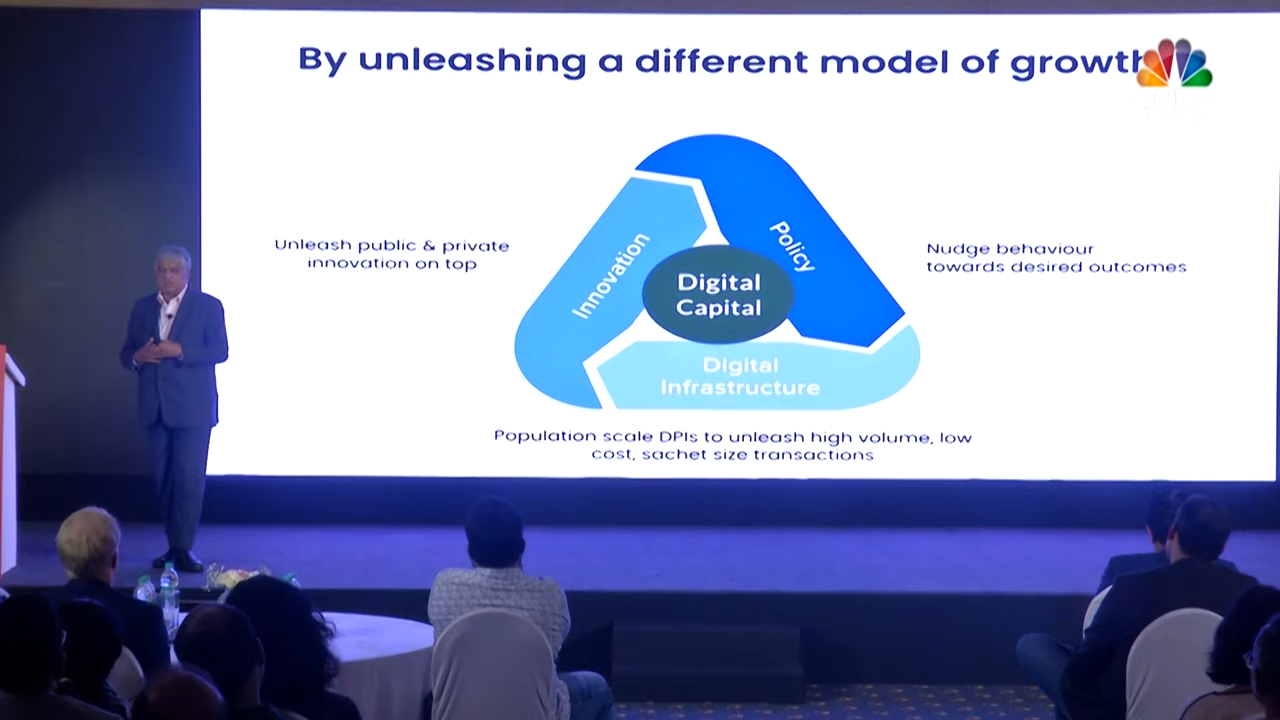 By unleashing a different model of growth
Unleash public & private
innovation on top
Innovation
Policy
Digital
Capital
Nudge behaviour
towards desired outcomes
Digital
Infrastructure
Population scale DPIs to unleash high volume, low
cost, sachet size transactions